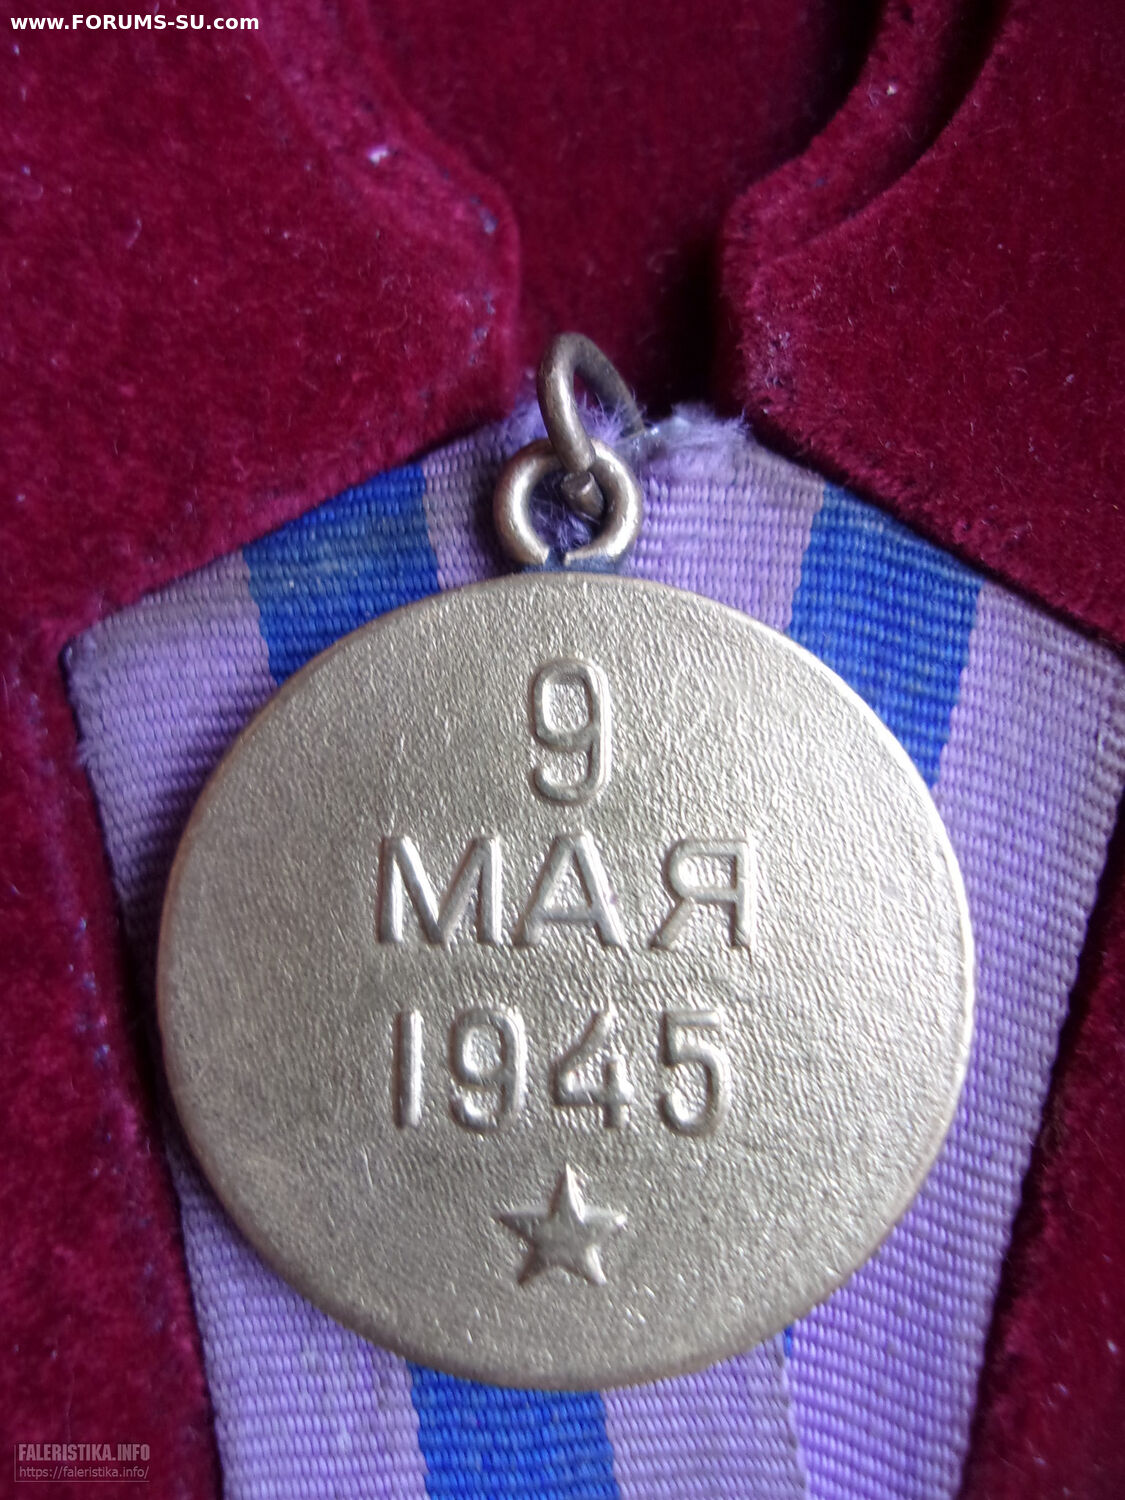 www.FORUMS-SU.com
9
МАЯ
1945
FALERISTIKA.INFO
https://faleristika.info/